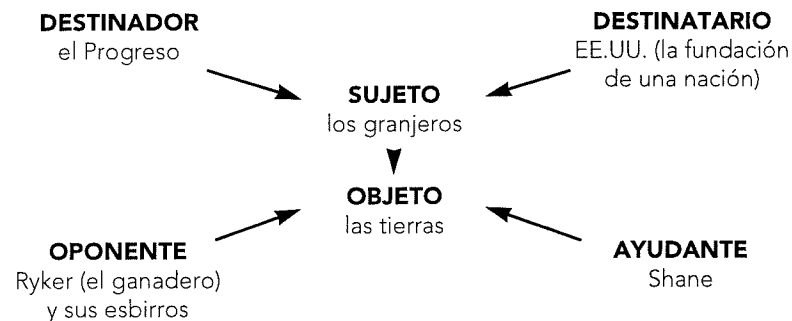 DESTINADOR
el Progreso
DESTINATARIO
EE.UU. (la fundación
de una nación)
SUJETO
los granjeros
OBJETO
las tierras
OPONENTE
Ryker (el ganadero)
y sus esbirros
AYUDANTE
Shane